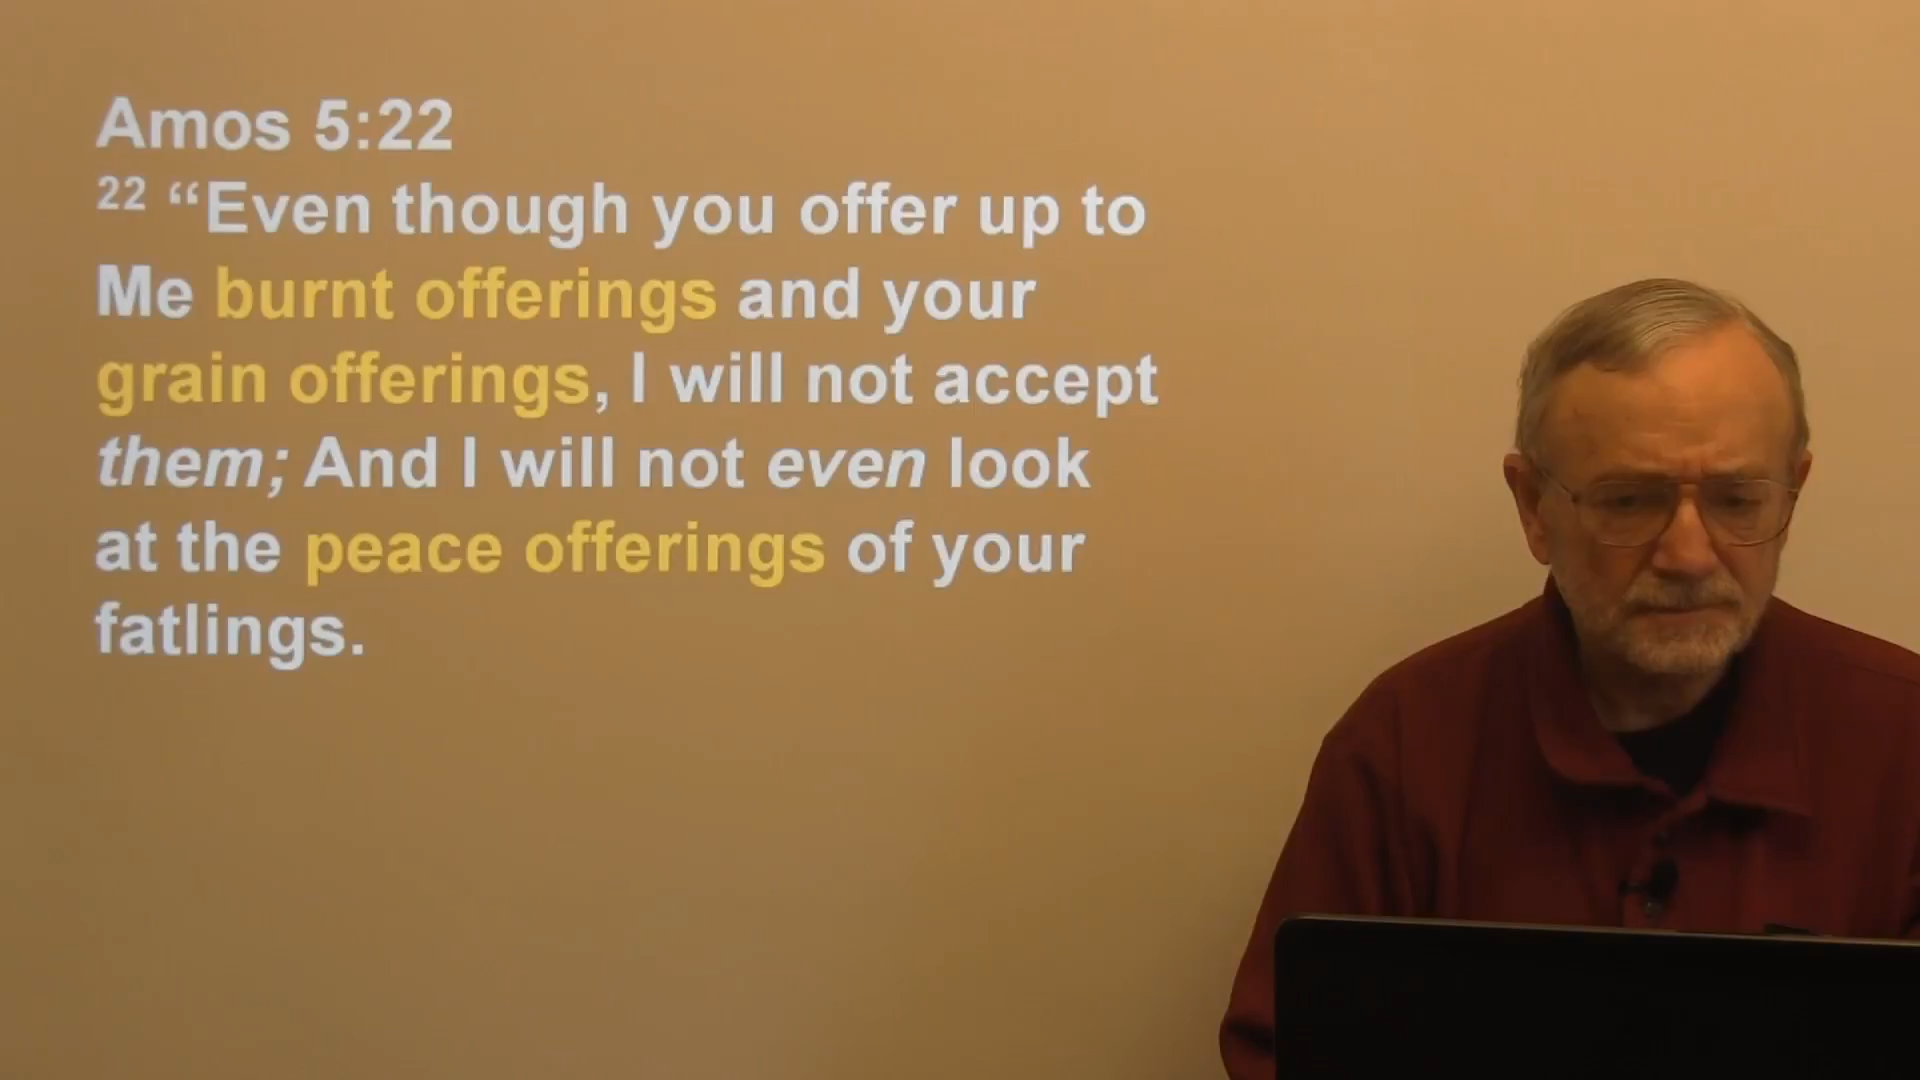 Amos 5:22
22 “Even though you offer up to
Me burnt offerings and your
grain offerings, I will not accept
them; And I will not even look
at the peace offerings of your
fatlings.